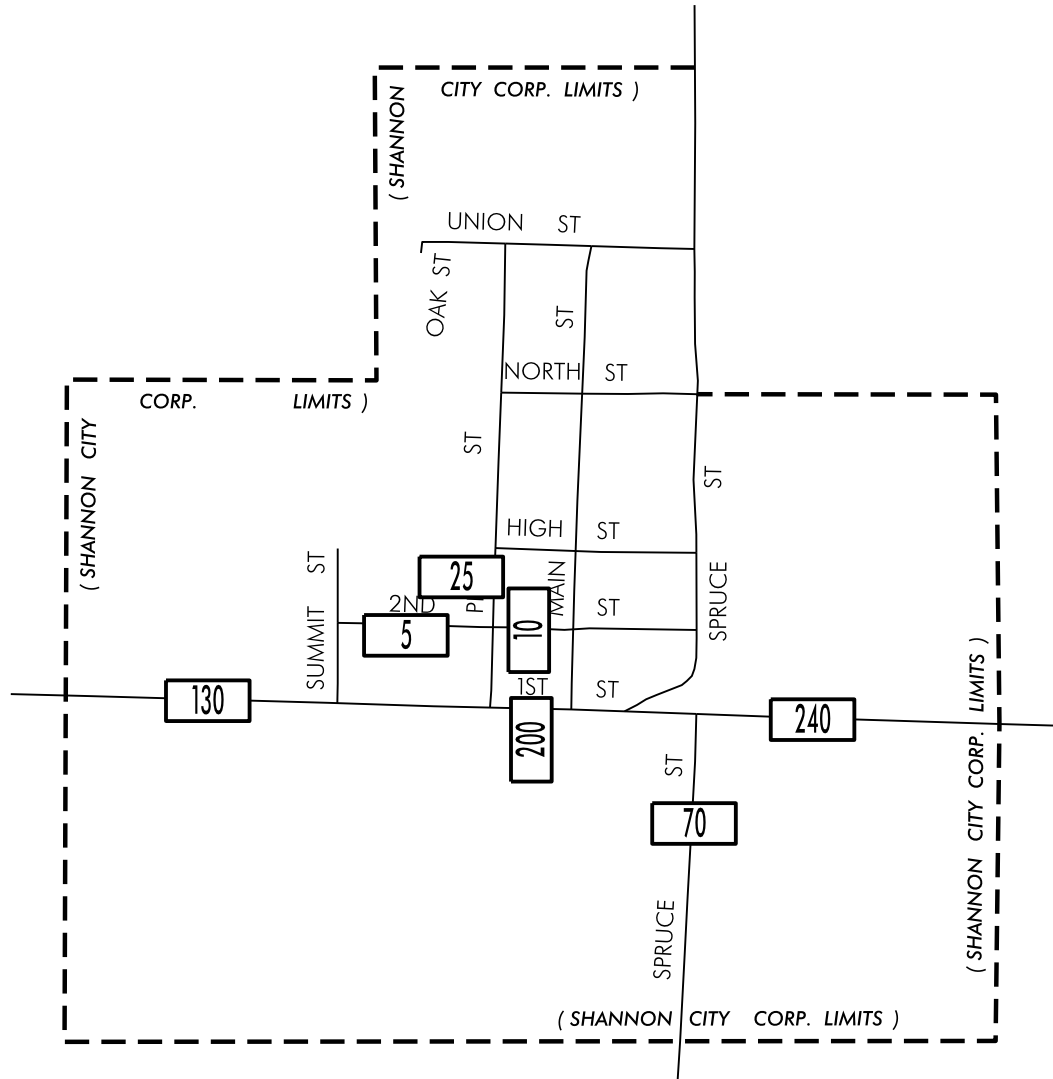 CITY CORP. LIMITS )
( SHANNON
UNION ST
OAK ST
ST
NORTH ST
CORP. LIMITS )
( SHANNON CITY
ST
ST
HIGH ST
SUMMIT ST
25
2ND
5
10
MAIN
ST
SPRUCE
130
1ST ST
200
240
ST
70
SPRUCE
( SHANNON CITY CORP. LIMITS )
( SHANNON CITY CORP. LIMITS )